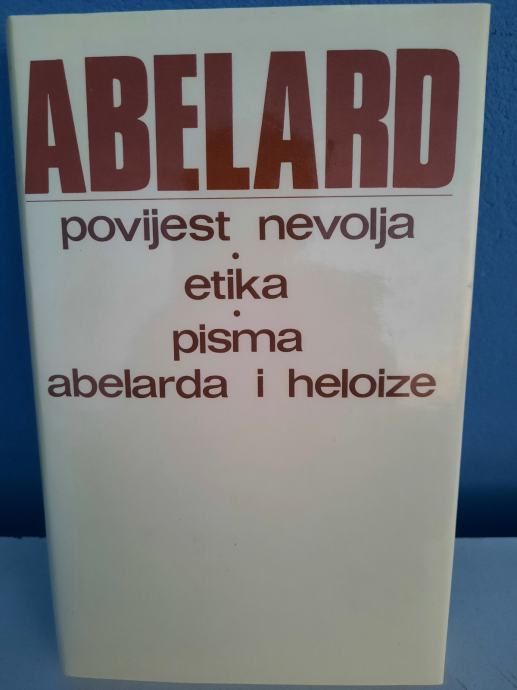 ABELARD
povijest nevolja
·
etika
·
pisma
abelarda i heloize